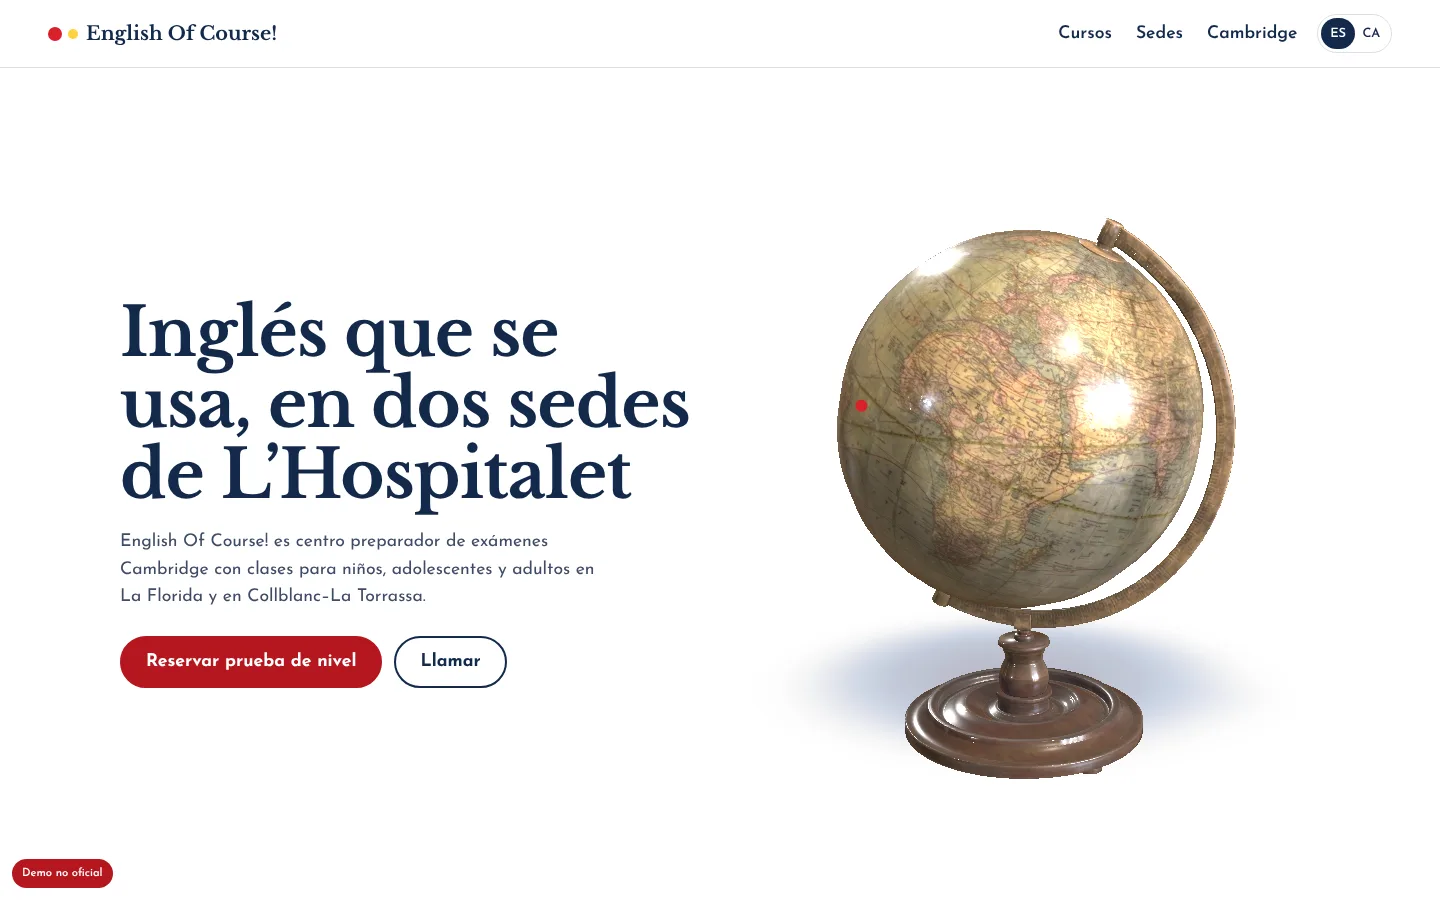 English Of Course!
Cursos
Sedes
Cambridge
ES
CA
Inglés que se
usa, en dos sedes
de L’Hospitalet
English Of Course! es centro preparador de exámenes
Cambridge con clases para niños, adolescentes y adultos en
La Florida y en Collblanc–La Torrassa.
Reservar prueba de nivel
Llamar
Demo no oficial